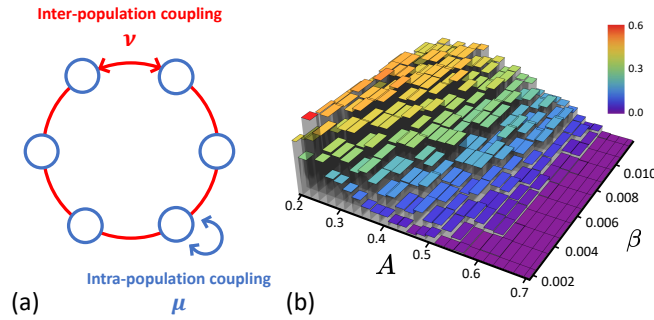 Inter-population coupling
ν
Intra-population coupling
μ
(a)
0.6
0.3
0.0
0.2
0.3
0.4
0.5
0.6
0.7
A
0.010
0.008
0.006
0.004
0.002
β
(b)